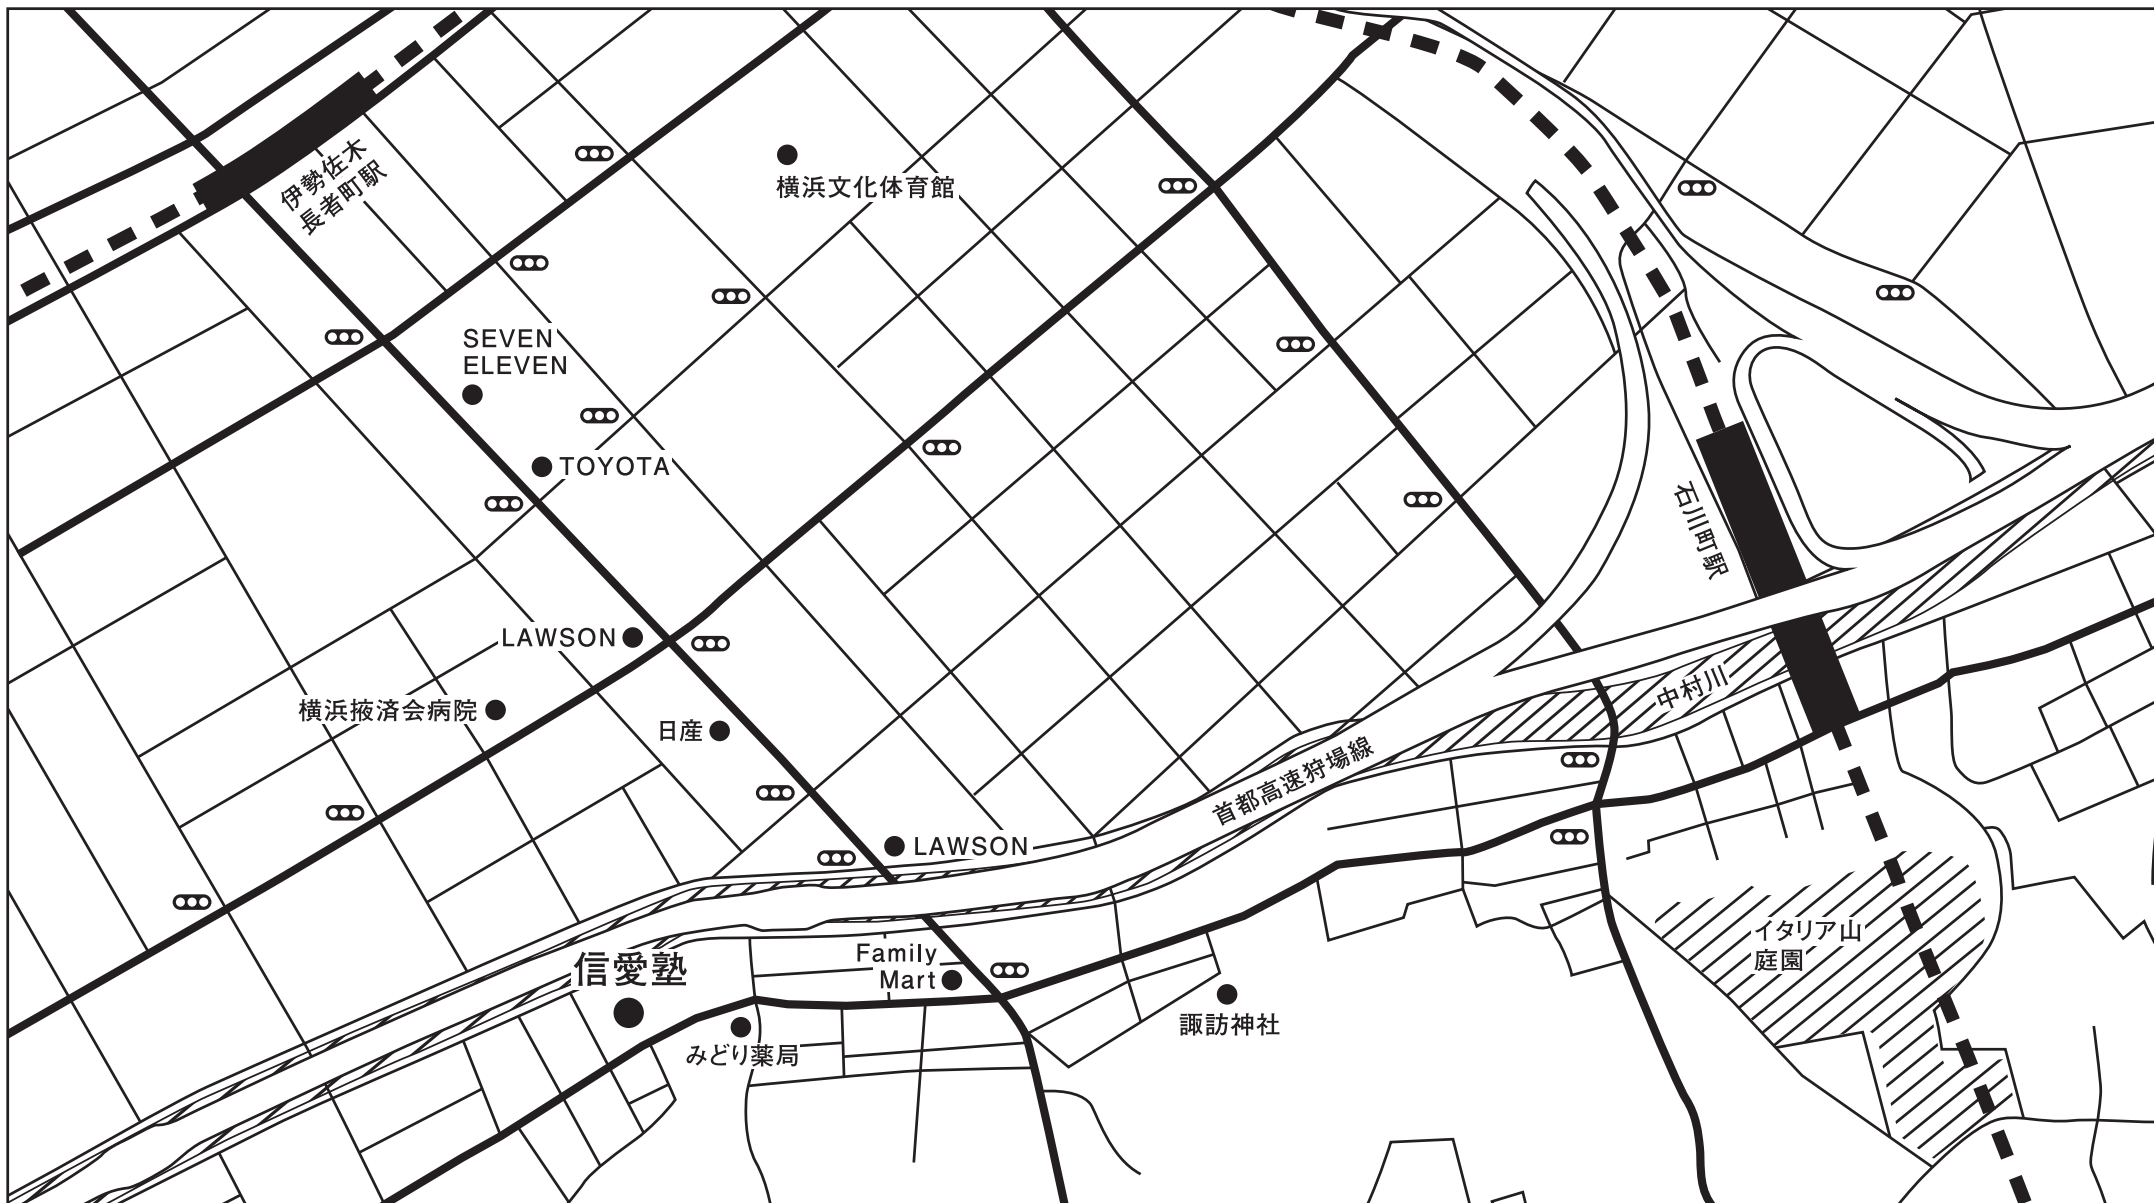 伊勢佐木
長者町駅
横浜文化体育館
SEVEN
ELEVEN
TOYOTA
石川町駅
LAWSON
横浜掖済会病院
日産
中村川
首都高速狩場線
LAWSON
イタリア山
庭園
Family
Mart
信愛塾
諏訪神社
みどり薬局